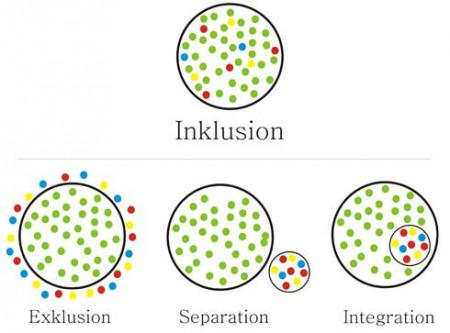 Inklusion
Exklusion
Separation
Integration